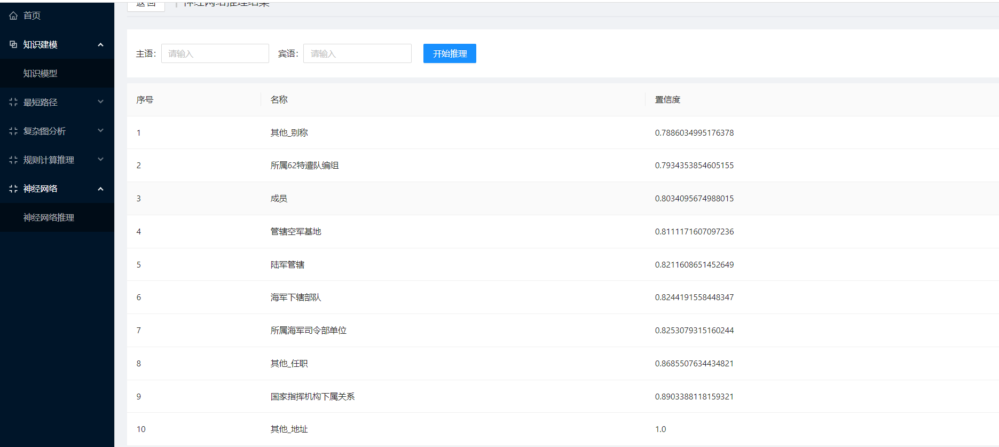 首页
知识建模
知识模型
最短路径
复杂图分析
规则计算推理
神经网络
神经网络推理
返 回
神经网络推理结果
主语: 请输入 宾语: 请输入 开始推理
序号 名称 置信度
1 其他_别称 0.7886034995176378
2 所属62特遣队编组 0.7934353854605155
3 成员 0.8034095674988015
4 管辖空军基地 0.8111171607097236
5 陆军管辖 0.8211608651452649
6 海军下辖部队 0.8244191558448347
7 所属海军司令部单位 0.8253079315160244
8 其他_任职 0.8685507634434821
9 国家指挥机构下属关系 0.8903388118159321
10 其他_地址 1.0